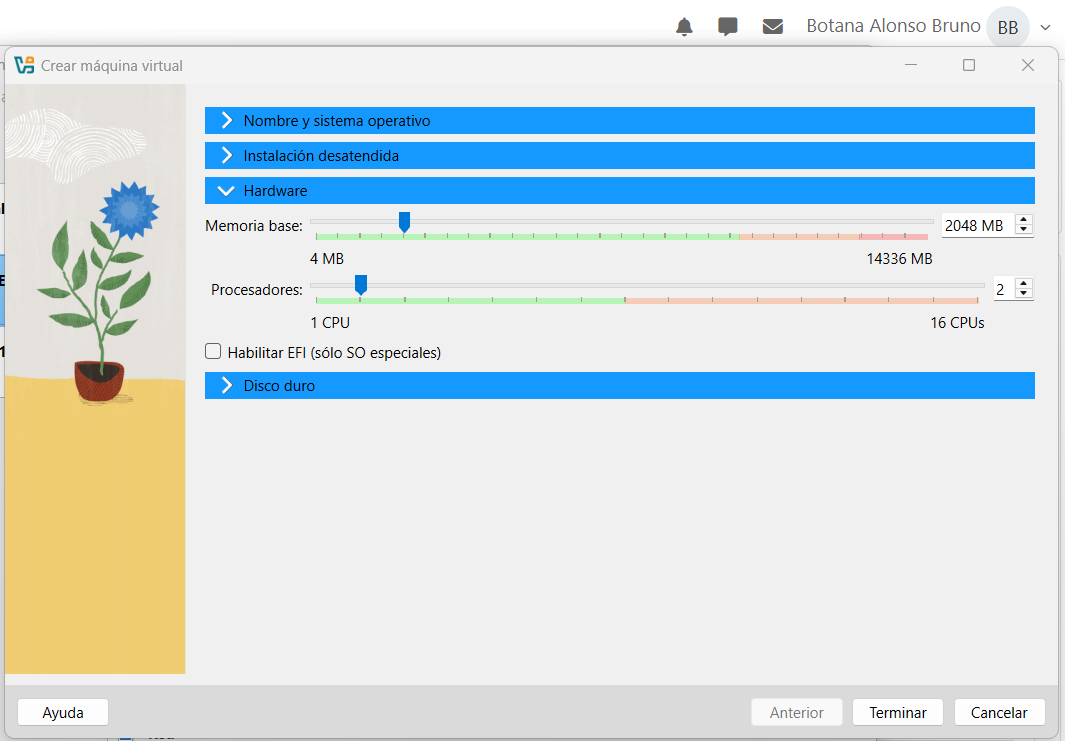 Botana Alonso Bruno BB
Crear máquina virtual
Nombre y sistema operativo
Instalación desatendida
Hardware
Memoria base: 2048 MB
4 MB 14336 MB
Procesadores: 2
1 CPU 16 CPUs
Habilitar EFI (sólo SO especiales)
Disco duro
Ayuda Anterior Terminar Cancelar